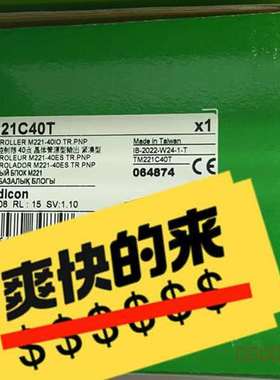 21C40T
x1
ROLLER M221-40IO TR.PNP
控制器 40点 晶体管源型输出 紧凑型
ROLEUR M221-40ES TR.PNP
ROLADOR M221-40ES TR.PNP
ЫЙ БЛОК M221
БАЗАЛЫҚ БЛОГЫ
Made in Taiwan
IB-2022-W24-1-T
TM221C40T
064874
dicon
08 RL : 15 SV:1.10
爽快的来
$ $ $ $ $ $